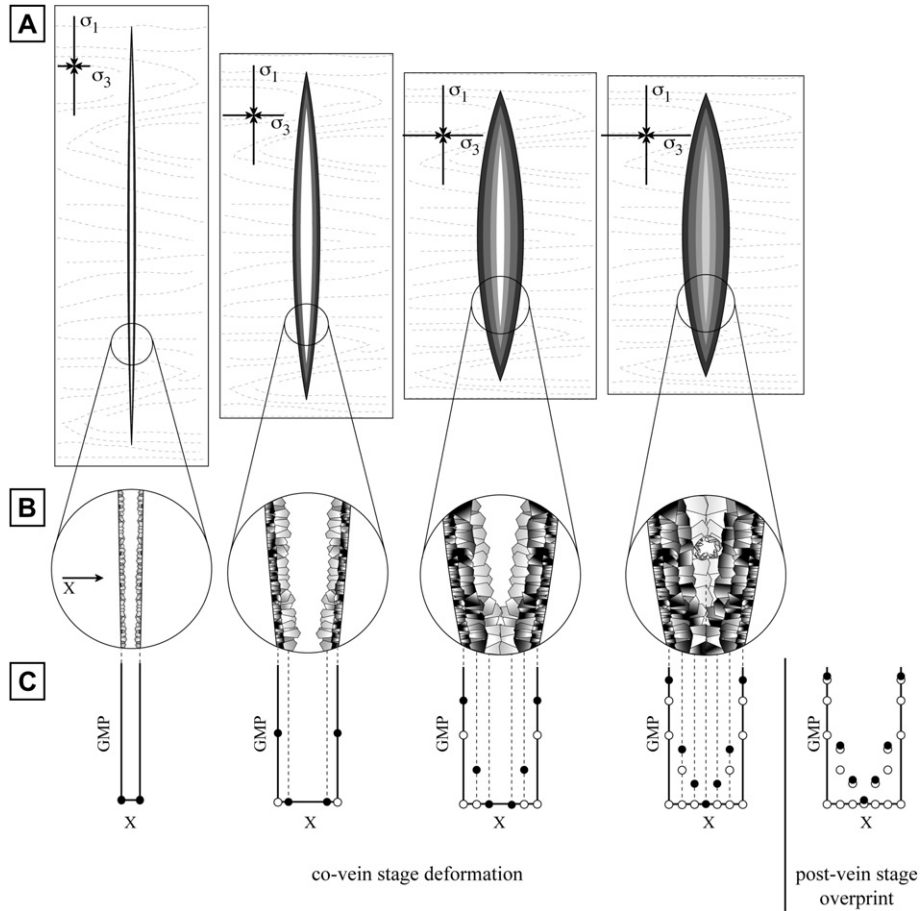 A
σ1
σ3
σ1
σ3
σ1
σ3
σ1
σ3
B
X
C
GMP
X
GMP
X
GMP
X
GMP
X
GMP
X
co-vein stage deformation
post-vein stage
overprint